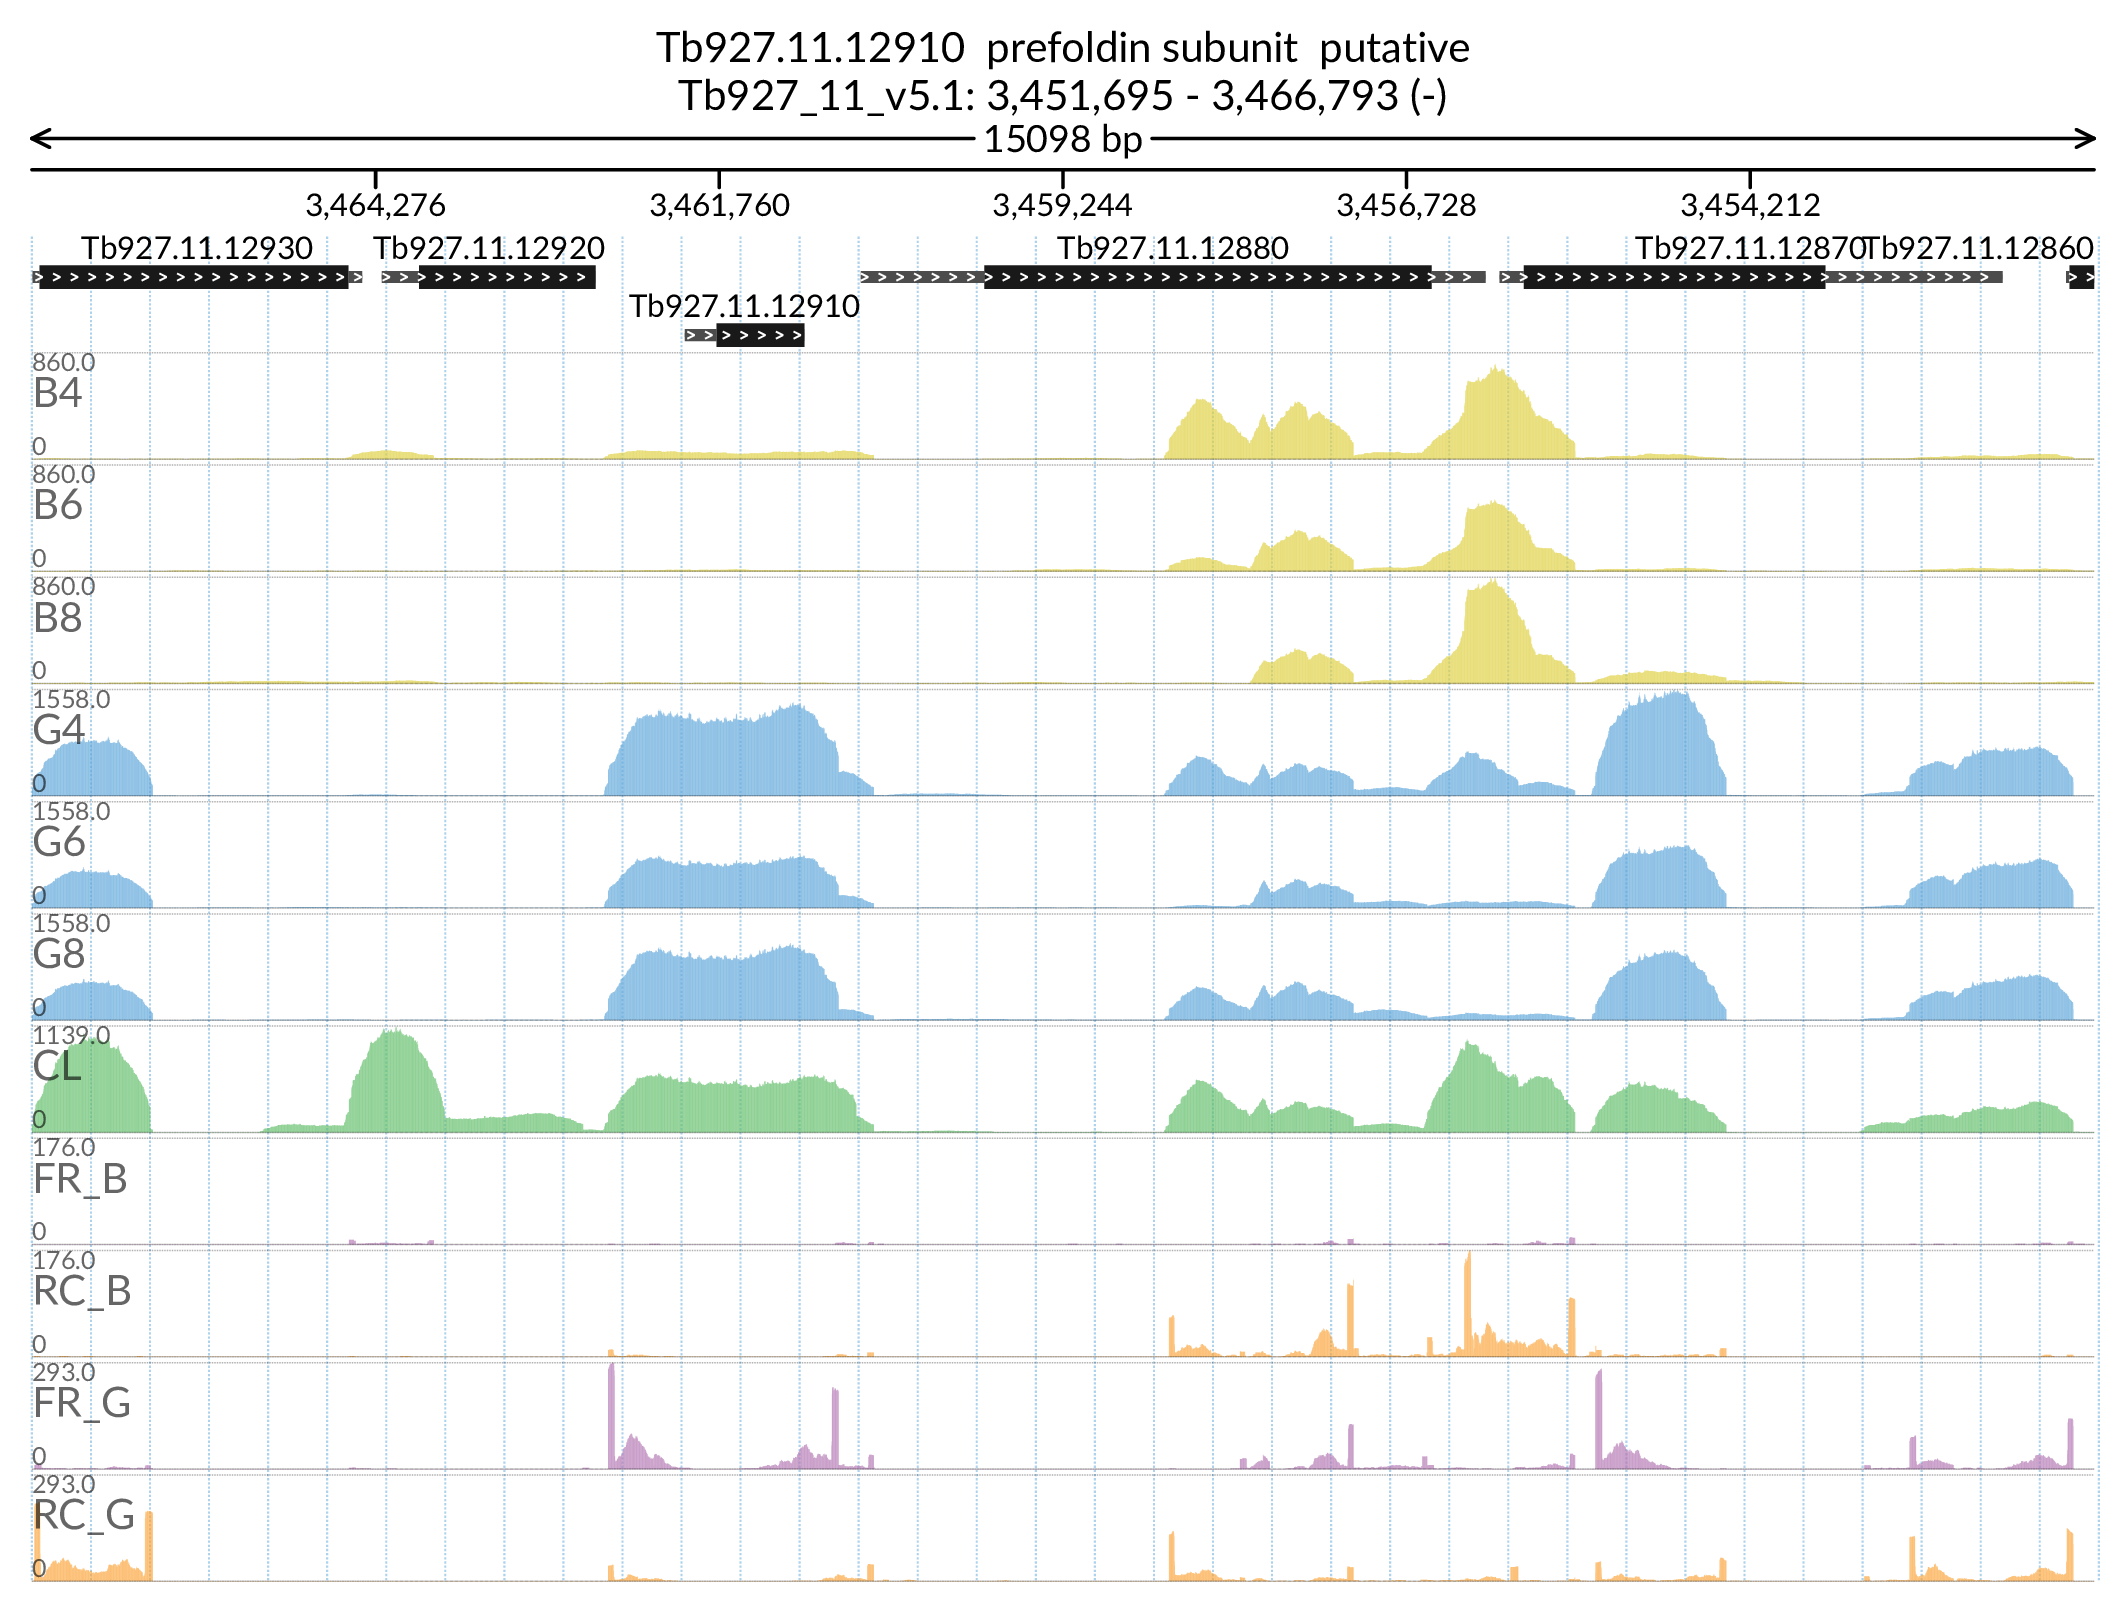 Tb927.11.12910 prefoldin subunit putative
Tb927_11_v5.1: 3,451,695 - 3,466,793 (-)
15098 bp
3,464,276 3,461,760 3,459,244 3,456,728 3,454,212
Tb927.11.12930 Tb927.11.12920 Tb927.11.12880 Tb927.11.12870 Tb927.11.12860
Tb927.11.12910
860.0
B4
0
860.0
B6
0
860.0
B8
0
1558.0
G4
0
1558.0
G6
0
1558.0
G8
0
1139.0
CL
0
176.0
FR_B
0
176.0
RC_B
0
293.0
FR_G
0
293.0
RC_G
0